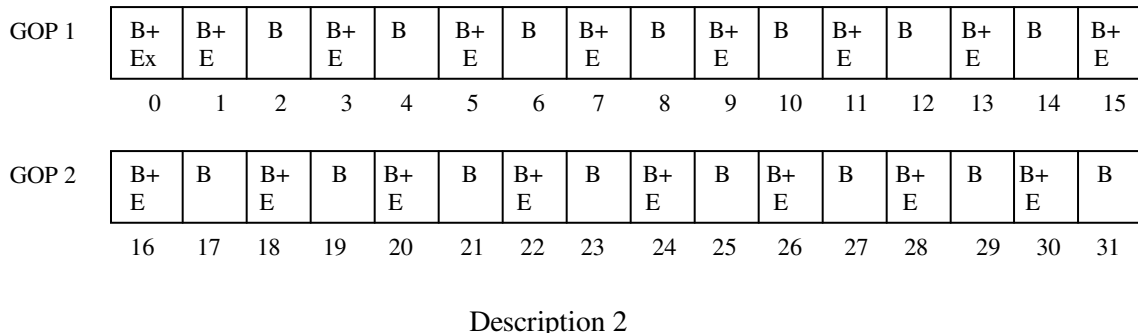 GOP 1 B+ B+ B B+ B B+ B B+ B B+ B B+ B B+ B B+
Ex E E E E E E E E
0 1 2 3 4 5 6 7 8 9 10 11 12 13 14 15
GOP 2 B+ B B+ B B+ B B+ B B+ B B+ B B+ B B+ B
E E E E E E E E
16 17 18 19 20 21 22 23 24 25 26 27 28 29 30 31
Description 2